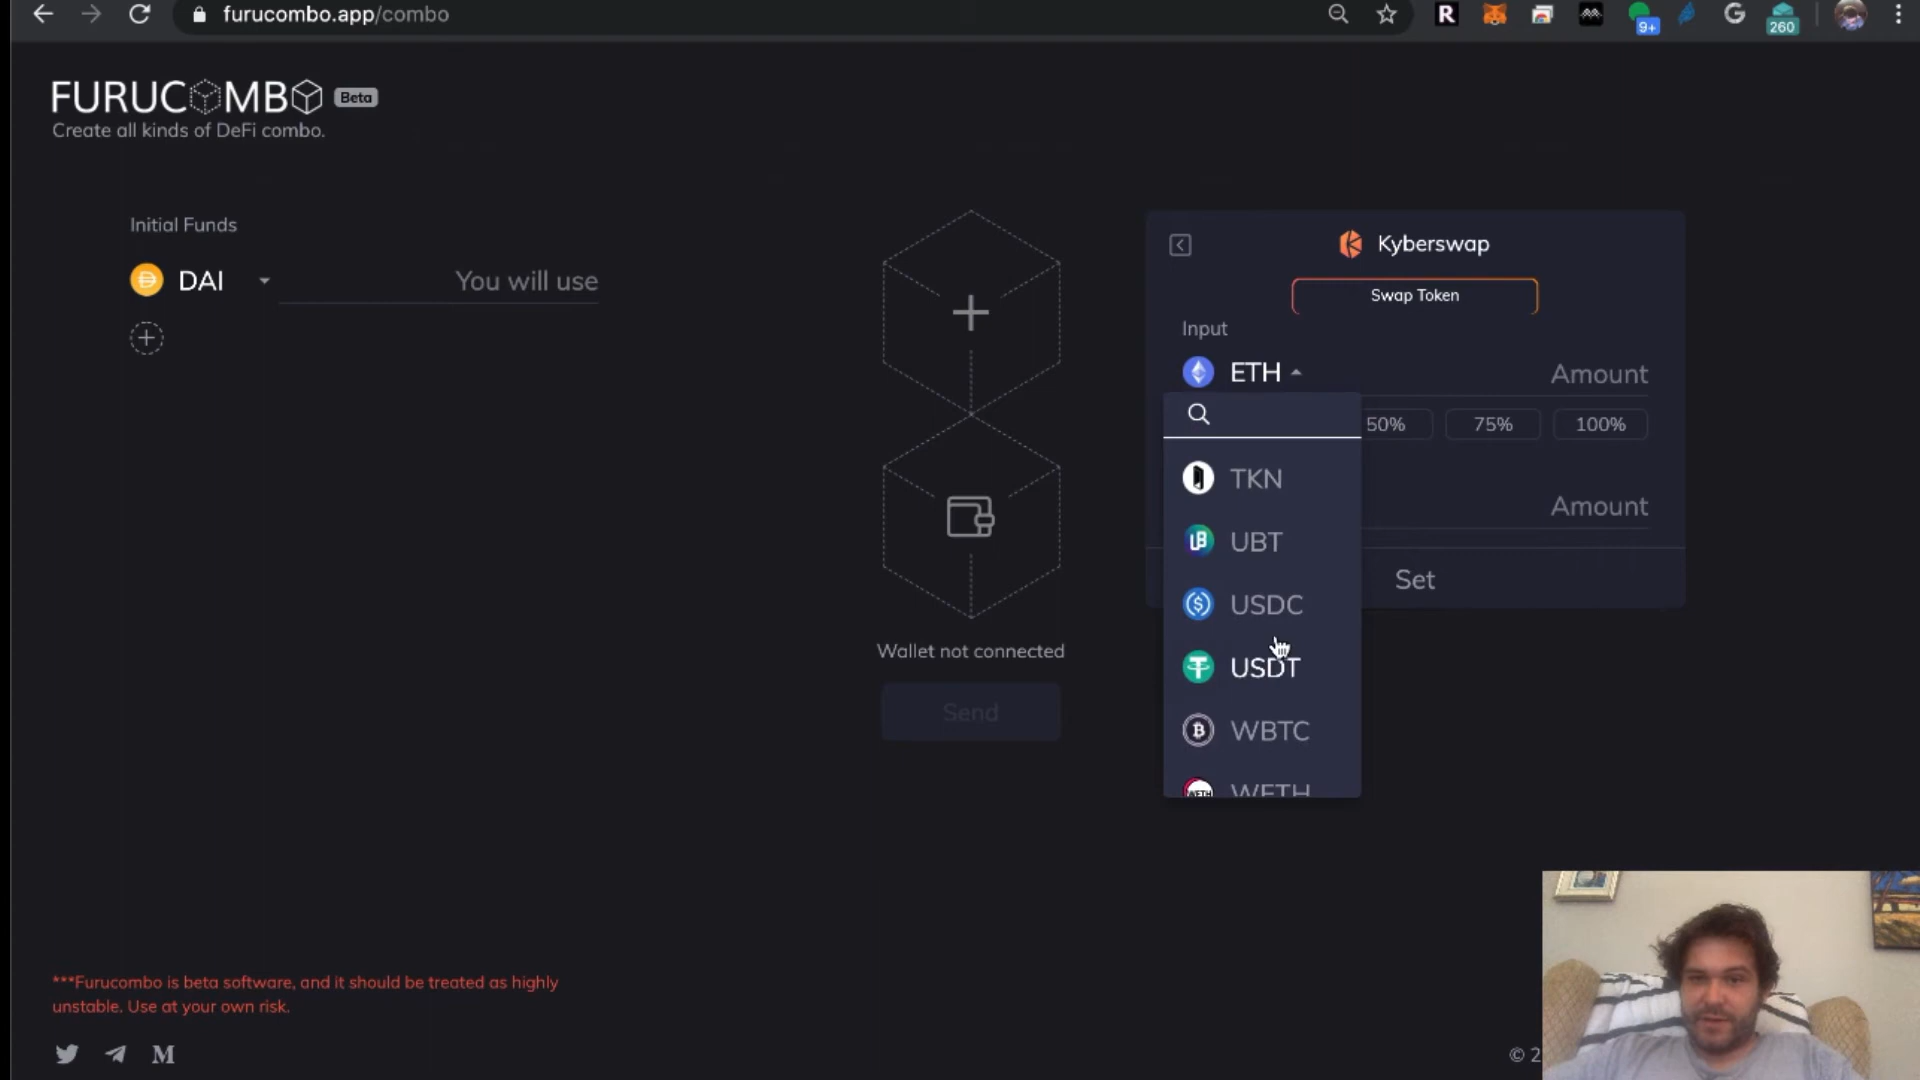 furucombo.app/combo
R
9+
G
260
FURUCOMBO Beta
Create all kinds of DeFi combo.
Initial Funds
DAI
You will use
Wallet not connected
Send
Kyberswap
Swap Token
Input
ETH
Amount
50%
75%
100%
TKN
UBT
USDC
USDT
WBTC
WETH
Amount
Set
***Furucombo is beta software, and it should be treated as highly
unstable. Use at your own risk.
M
© 2